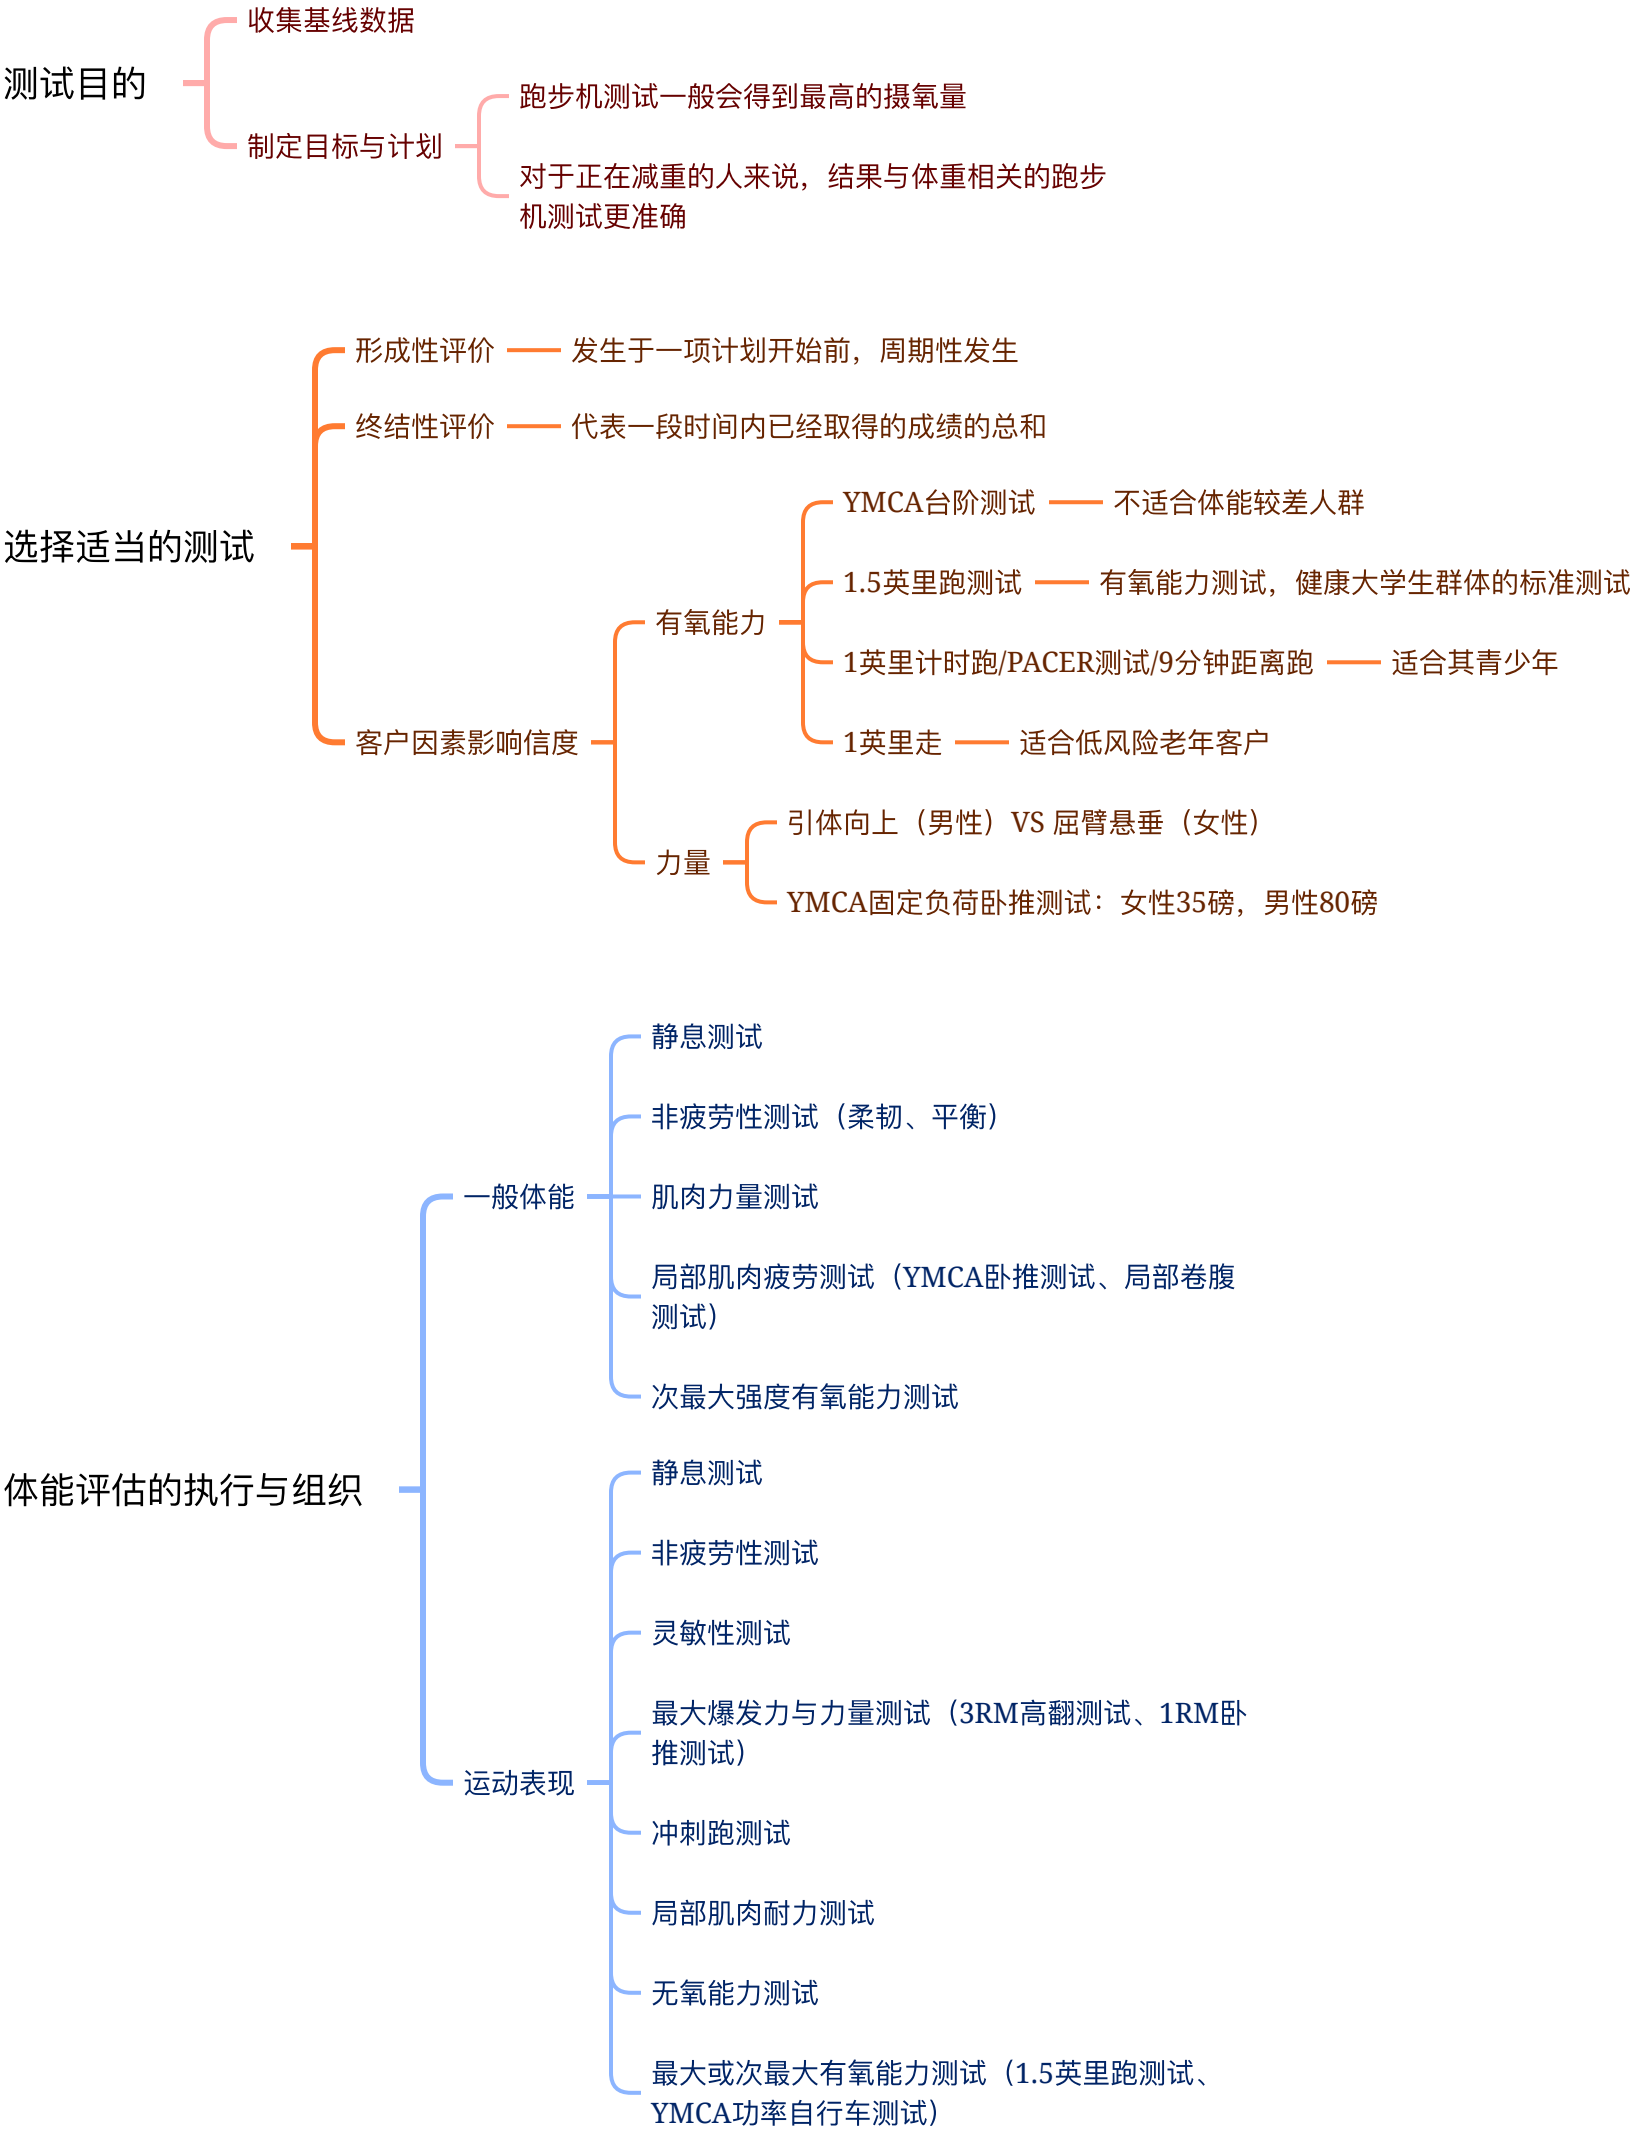 测试目的
收集基线数据
制定目标与计划
跑步机测试一般会得到最高的摄氧量
对于正在减重的人来说，结果与体重相关的跑步
机测试更准确
选择适当的测试
形成性评价
发生于一项计划开始前，周期性发生
终结性评价
代表一段时间内已经取得的成绩的总和
客户因素影响信度
有氧能力
YMCA台阶测试
不适合体能较差人群
1.5英里跑测试
有氧能力测试，健康大学生群体的标准测试
1英里计时跑/PACER测试/9分钟距离跑
适合其青少年
1英里走
适合低风险老年客户
力量
引体向上（男性）VS 屈臂悬垂（女性）
YMCA固定负荷卧推测试：女性35磅，男性80磅
体能评估的执行与组织
一般体能
静息测试
非疲劳性测试（柔韧、平衡）
肌肉力量测试
局部肌肉疲劳测试（YMCA卧推测试、局部卷腹
测试）
次最大强度有氧能力测试
运动表现
静息测试
非疲劳性测试
灵敏性测试
最大爆发力与力量测试（3RM高翻测试、1RM卧
推测试）
冲刺跑测试
局部肌肉耐力测试
无氧能力测试
最大或次最大有氧能力测试（1.5英里跑测试、
YMCA功率自行车测试）